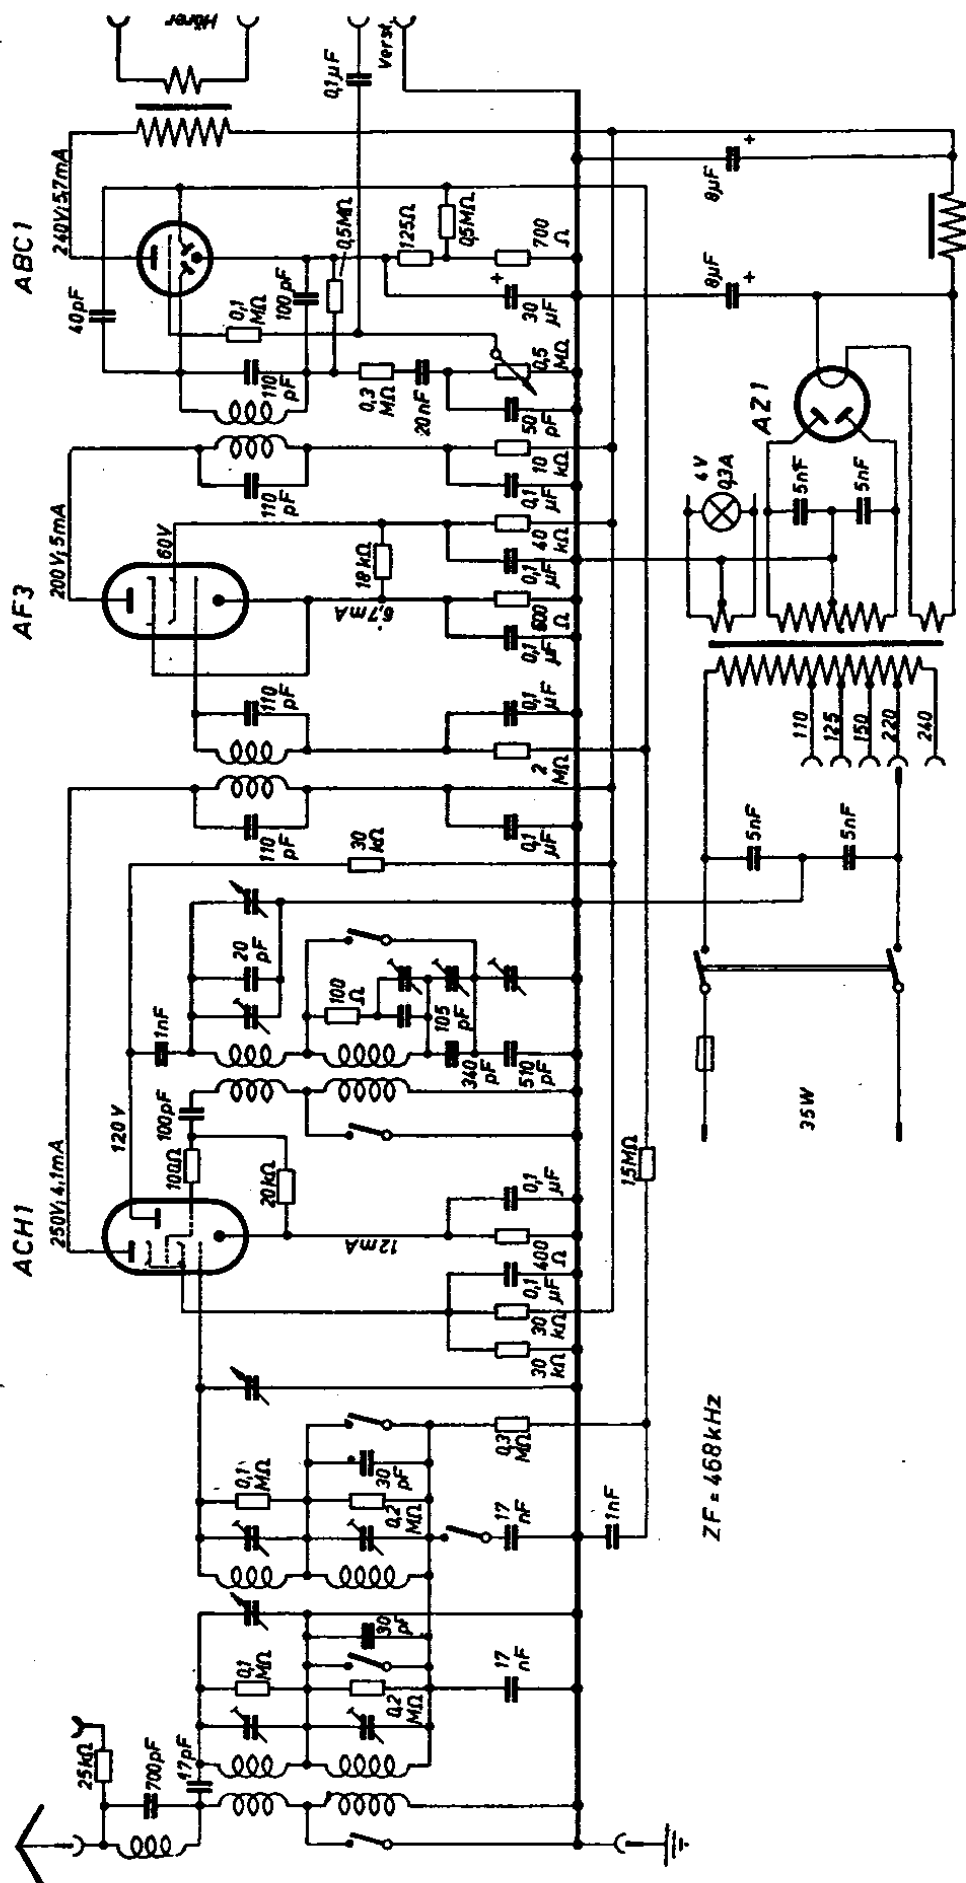 ACH1
AF3
ABC1
250V; 4,1mA
200V; 5mA
240V; 5,7mA
Hörer
25kΩ
700pF
17pF
120V
1nF
60V
40pF
0,1µF
Verst.
100Ω
100pF
20kΩ
0,1
MΩ
0,1
MΩ
20
pF
110
pF
110
pF
110
pF
110
pF
0,1
MΩ
100pF
0,5MΩ
30
pF
0,2
MΩ
30
pF
0,2
MΩ
12mA
100
Ω
105
pF
340
pF
510
pF
30
kΩ
6,7mA
18kΩ
0,3
MΩ
20nF
125Ω
0,5MΩ
17
nF
17
nF
0,3
MΩ
30
kΩ
30
kΩ
0,1
µF
400
Ω
0,1
µF
0,1
µF
2
MΩ
0,1
µF
0,1
µF
600
Ω
0,1
µF
40
kΩ
0,1
µF
10
kΩ
50
pF
0,5
MΩ
+
30
µF
700
Ω
1nF
1,5MΩ
ZF = 468kHz
8µF
+
8µF
+
4V
0,3A
AZ1
5nF
5nF
110
125
150
220
240
5nF
5nF
35W